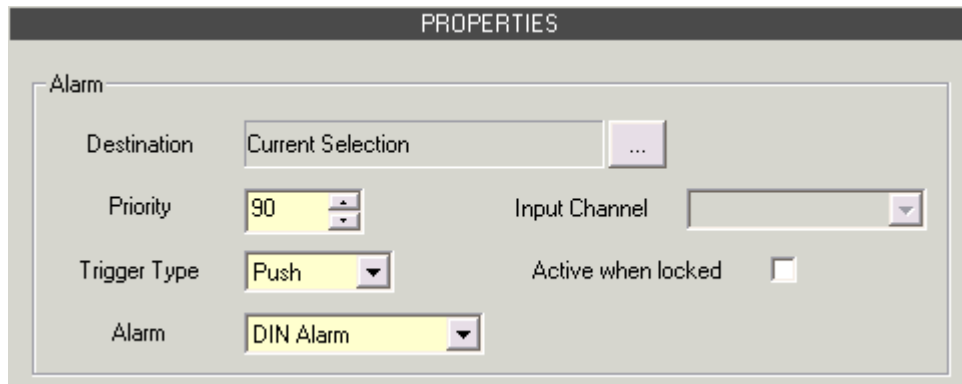 PROPERTIES
Alarm
Destination Current Selection ...
Priority 90 Input Channel
Trigger Type Push Active when locked
Alarm DIN Alarm